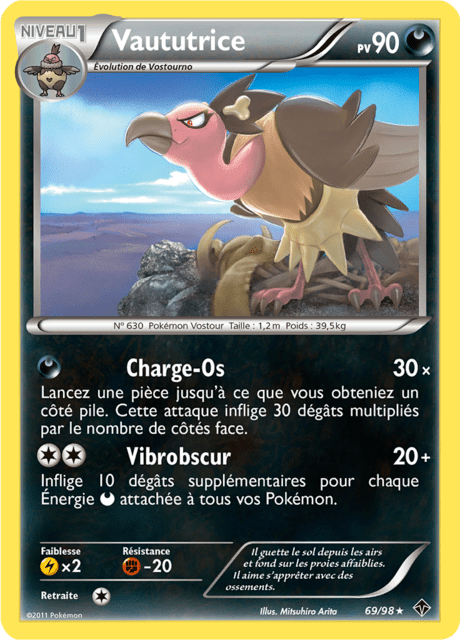 NIVEAU 1
Vaututrice
PV 90
Évolution de Vostourno
N° 630 Pokémon Vostour Taille : 1,2 m Poids : 39,5kg
Charge-Os 30×
Lancez une pièce jusqu'à ce que vous obteniez un
côté pile. Cette attaque inflige 30 dégâts multipliés
par le nombre de côtés face.
Vibrobscur 20+
Inflige 10 dégâts supplémentaires pour chaque
Énergie attachée à tous vos Pokémon.
Faiblesse
×2
Résistance
-20
Retraite
Il guette le sol depuis les airs
et fond sur les proies affaiblies.
Il aime s'apprêter avec des
ossements.
©2011 Pokémon
Illus. Mitsuhiro Arita
69/98 ★